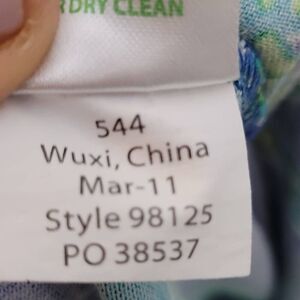 DRY CLEAN
544
Wuxi, China
Mar-11
Style 98125
PO 38537